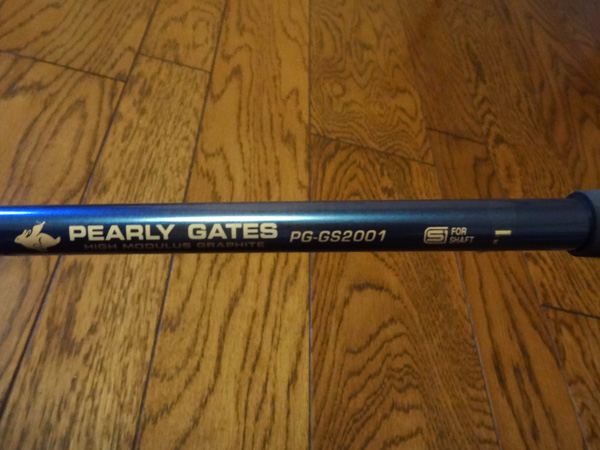 PEARLY GATES
HIGH MODULUS GRAPHITE
PG-GS2001
FOR
SHAFT